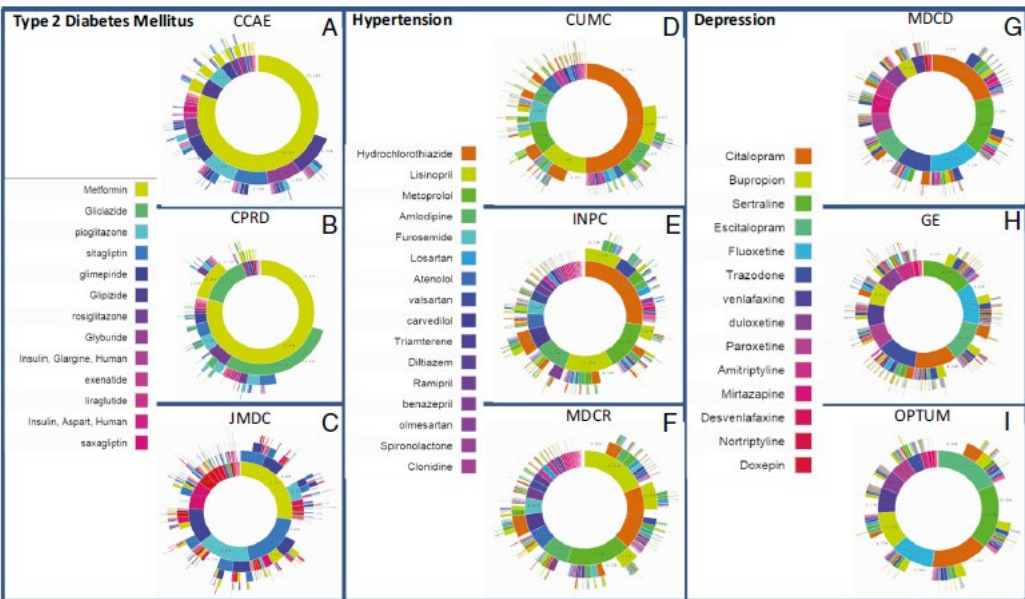 Type 2 Diabetes Mellitus
CCAE
A
Metformin
Gliclazide
pioglitazone
sitagliptin
glimepiride
Glipizide
rosiglitazone
Glyburide
Insulin, Glargine, Human
exenatide
liraglutide
Insulin, Aspart, Human
saxagliptin
CPRD
B
JMDC
C
Hypertension
CUMC
D
Hydrochlorothiazide
Lisinopril
Metoprolol
Amlodipine
Furosemide
Losartan
Atenolol
valsartan
carvedilol
Triamterene
Diltiazem
Ramipril
benazepril
olmesartan
Spironolactone
Clonidine
INPC
E
MDCR
F
Depression
MDCD
G
Citalopram
Bupropion
Sertraline
Escitalopram
Fluoxetine
Trazodone
venlafaxine
duloxetine
Paroxetine
Amitriptyline
Mirtazapine
Desvenlafaxine
Nortriptyline
Doxepin
GE
H
OPTUM
I